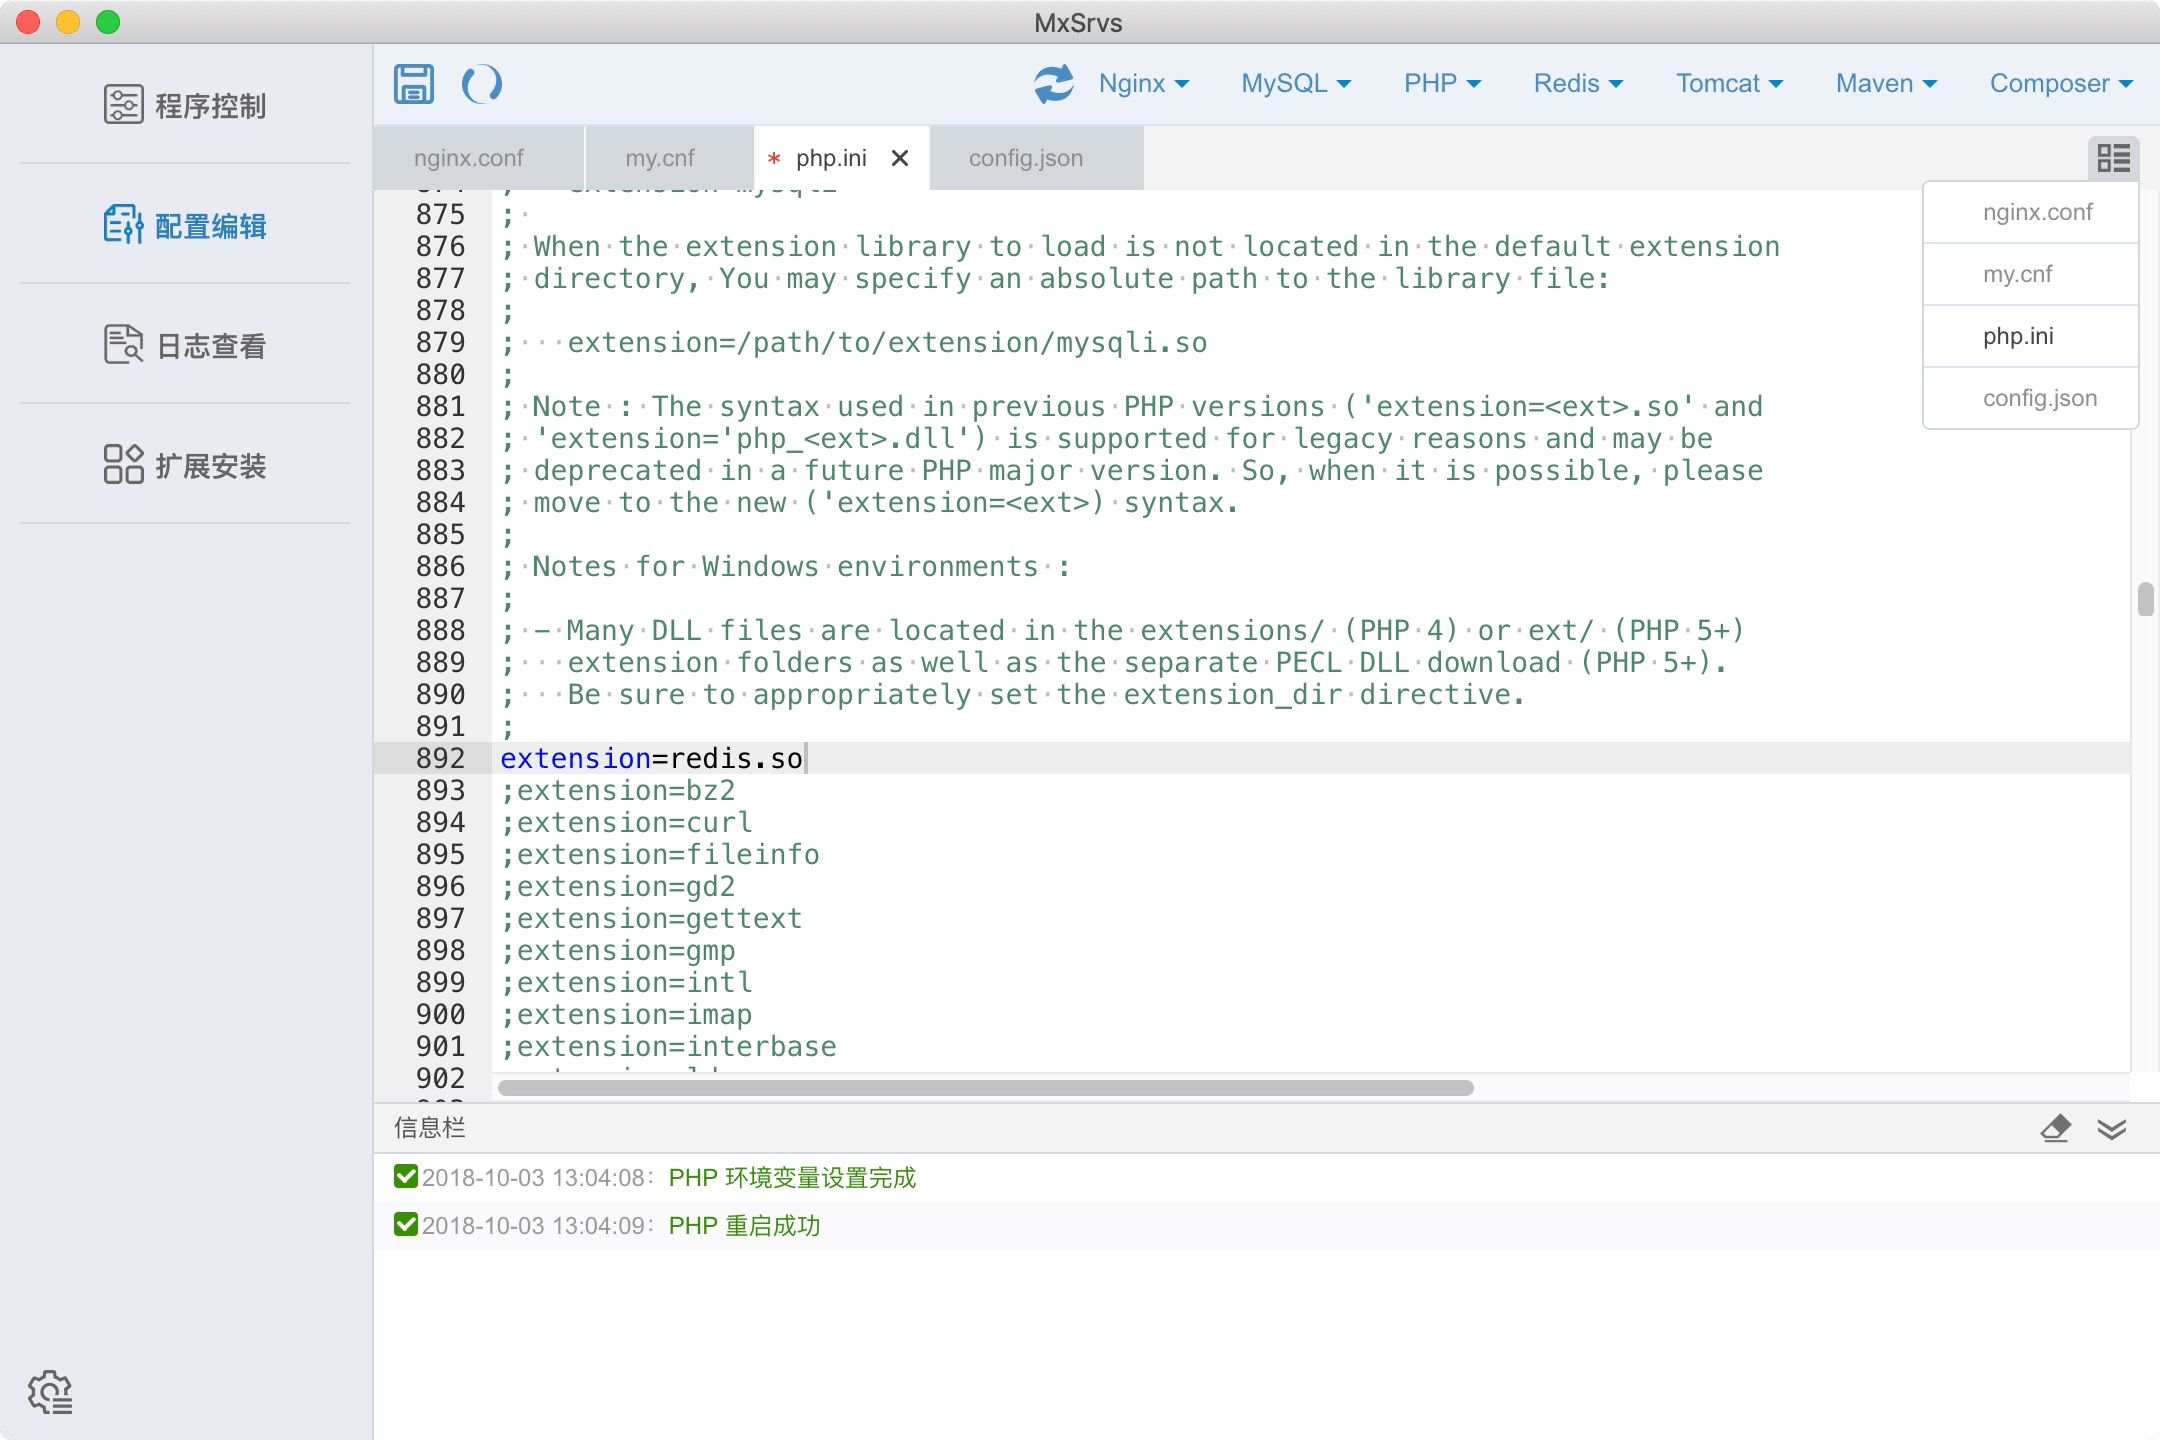 MxSrvs
程序控制
配置编辑
日志查看
扩展安装
Nginx
MySQL
PHP
Redis
Tomcat
Maven
Composer
nginx.conf
my.cnf
* php.ini
config.json
nginx.conf
my.cnf
php.ini
config.json
875 ;·
876 ;·When·the·extension·library·to·load·is·not·located·in·the·default·extension
877 ;·directory,·You·may·specify·an·absolute·path·to·the·library·file:
878 ;
879 ;···extension=/path/to/extension/mysqli.so
880 ;
881 ;·Note·:·The·syntax·used·in·previous·PHP·versions·('extension=<ext>.so'·and
882 ;·'extension='php_<ext>.dll')·is·supported·for·legacy·reasons·and·may·be
883 ;·deprecated·in·a·future·PHP·major·version.·So,·when·it·is·possible,·please
884 ;·move·to·the·new·('extension=<ext>)·syntax.
885 ;
886 ;·Notes·for·Windows·environments·:
887 ;
888 ;·-·Many·DLL·files·are·located·in·the·extensions/·(PHP·4)·or·ext/·(PHP·5+)
889 ;···extension·folders·as·well·as·the·separate·PECL·DLL·download·(PHP·5+).
890 ;···Be·sure·to·appropriately·set·the·extension_dir·directive.
891 ;
892 extension=redis.so
893 ;extension=bz2
894 ;extension=curl
895 ;extension=fileinfo
896 ;extension=gd2
897 ;extension=gettext
898 ;extension=gmp
899 ;extension=intl
900 ;extension=imap
901 ;extension=interbase
902
信息栏
2018-10-03 13:04:08： PHP 环境变量设置完成
2018-10-03 13:04:09： PHP 重启成功